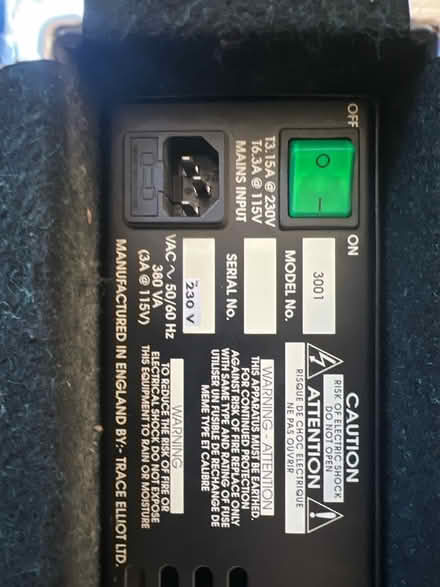 OFF
ON
O
I
T3.15A @ 230V
T6.3A @ 115V
MAINS INPUT
MODEL No.
3001
SERIAL No.
230 V
VAC ∿ 50/60 Hz
380 VA
(3A @ 115V)
MANUFACTURED IN ENGLAND BY:- TRACE ELLIOT LTD.
CAUTION
RISK OF ELECTRIC SHOCK
DO NOT OPEN
ATTENTION
RISQUE DE CHOC ELECTRIQUE
NE PAS OUVRIR
WARNING - ATTENTION
THIS APPARATUS MUST BE EARTHED.
FOR CONTINUED PROTECTION
AGAINST RISK OF FIRE REPLACE ONLY
WITH SAME TYPE AND RATING OF FUSE
UTILISER UN FUSIBLE DE RECHANGE DE
MEME TYPE ET CALIBRE
WARNING
TO REDUCE THE RISK OF FIRE OR
ELECTRICAL SHOCK, DO NOT EXPOSE
THIS EQUIPMENT TO RAIN OR MOISTURE